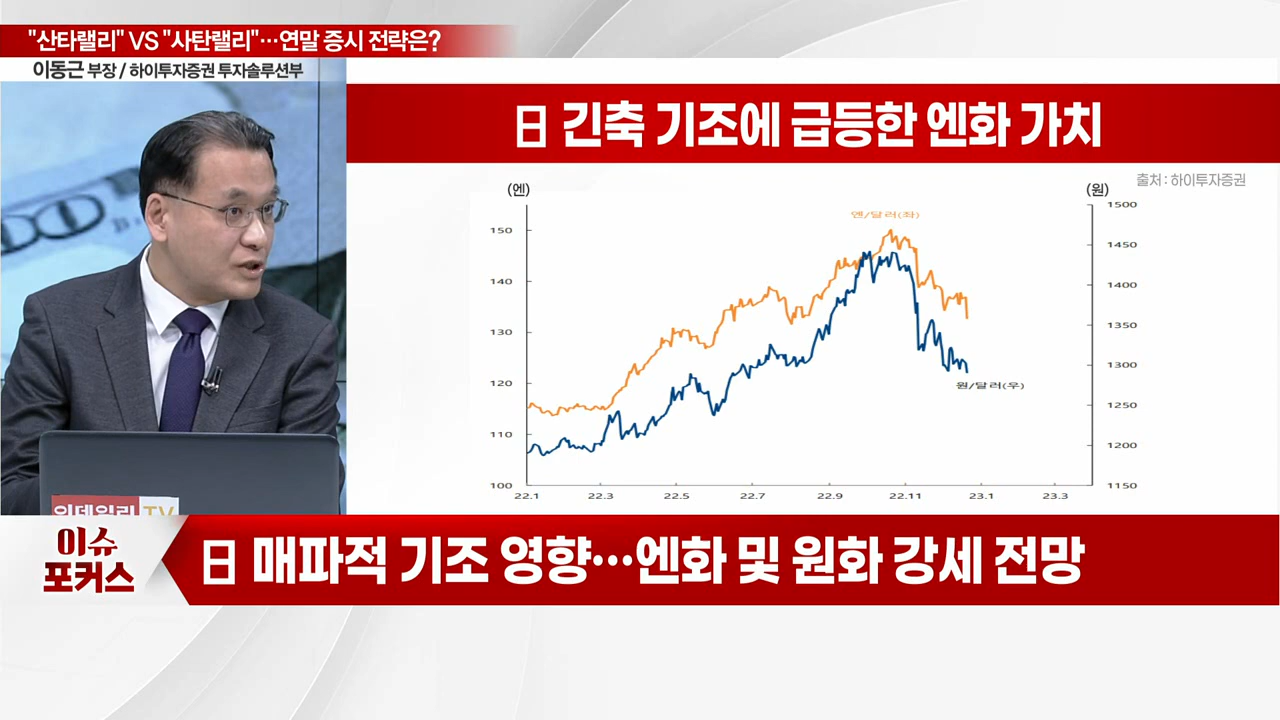 "산타랠리" VS "사탄랠리"…연말 증시 전략은?
이동근 부장 / 하이투자증권 투자솔루션부
日 긴축 기조에 급등한 엔화 가치
출처 : 하이투자증권
(엔)
(원)
엔/달러(좌)
원/달러(우)
150
140
130
120
110
100
1500
1450
1400
1350
1300
1250
1200
1150
22.1 22.3 22.5 22.7 22.9 22.11 23.1 23.3
이데일리 TV
이슈
포커스
日 매파적 기조 영향…엔화 및 원화 강세 전망